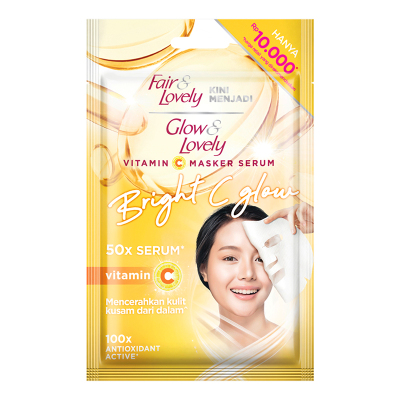 HANYA
Rp10.000*
Fair & Lovely
KINI MENJADI
Glow & Lovely
VITAMIN C MASKER SERUM
Bright C glow
50x SERUM*
vitamin C
Mencerahkan kulit
kusam dari dalam*
100x
ANTIOXIDANT
ACTIVE*